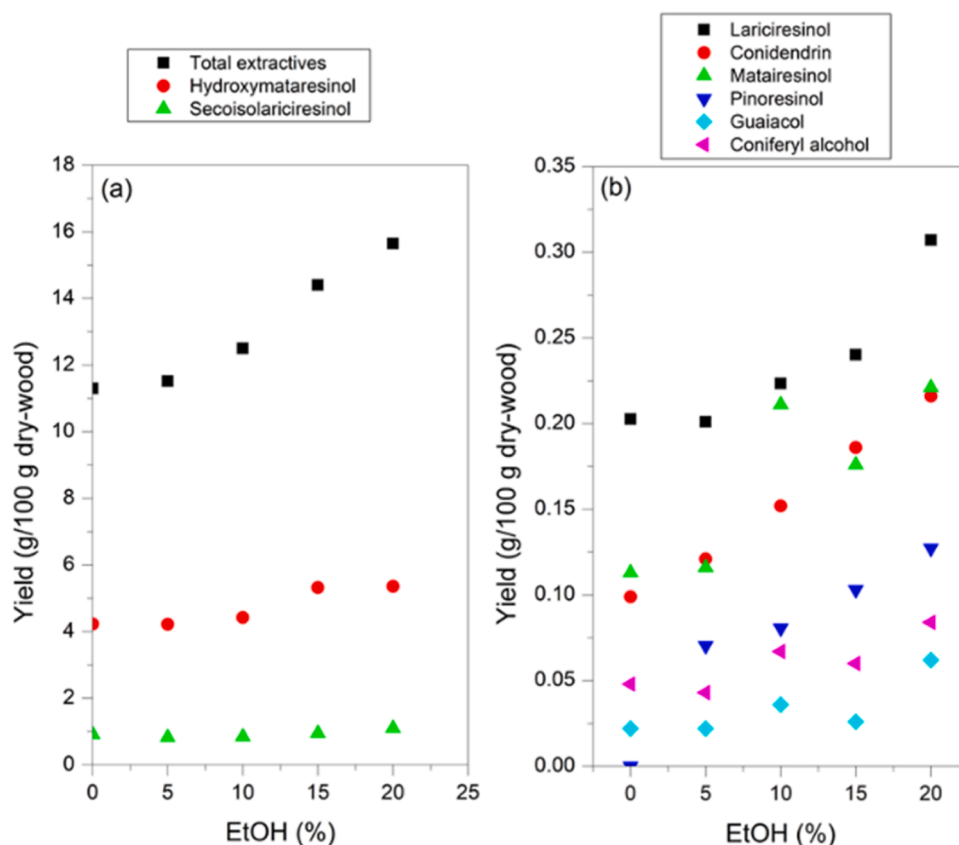 Total extractives
Hydroxymataresinol
Secoisolariciresinol
(a)
18
16
14
12
10
8
6
4
2
0
0 5 10 15 20 25
Yield (g/100 g dry-wood)
EtOH (%)
Lariciresinol
Conidendrin
Matairesinol
Pinoresinol
Guaiacol
Coniferyl alcohol
(b)
0.35
0.30
0.25
0.20
0.15
0.10
0.05
0.00
0 5 10 15 20
Yield (g/100 g dry-wood)
EtOH (%)